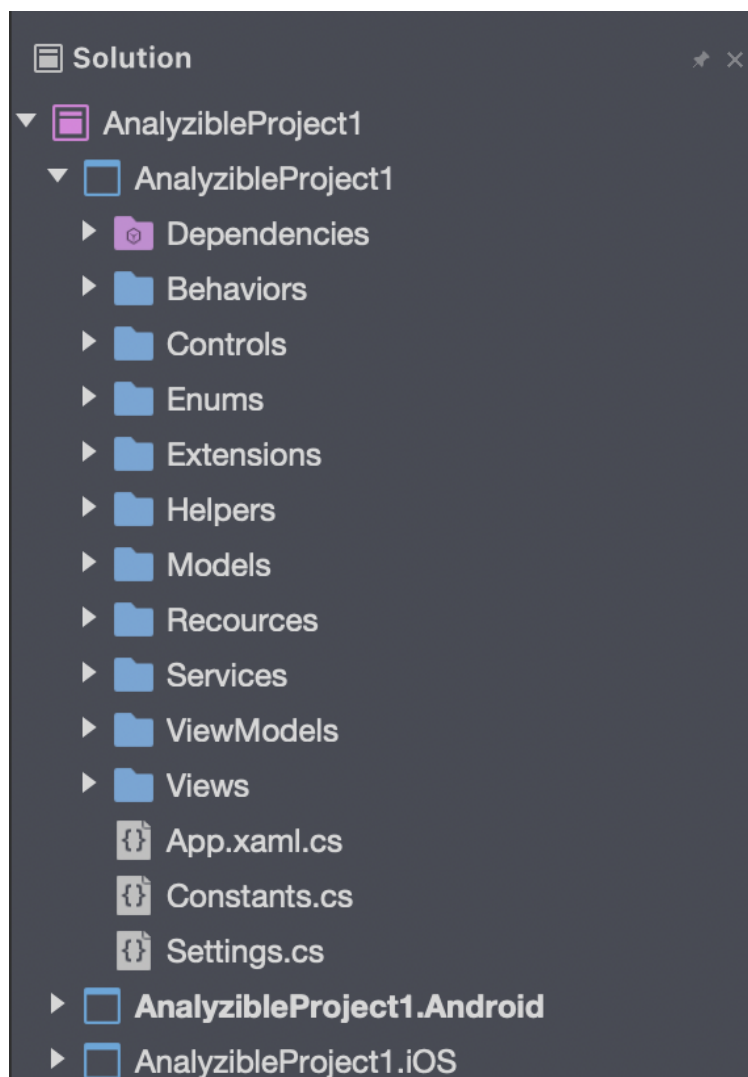 Solution
AnalyzibleProject1
AnalyzibleProject1
Dependencies
Behaviors
Controls
Enums
Extensions
Helpers
Models
Recources
Services
ViewModels
Views
App.xaml.cs
Constants.cs
Settings.cs
AnalyzibleProject1.Android
AnalyzibleProject1.iOS